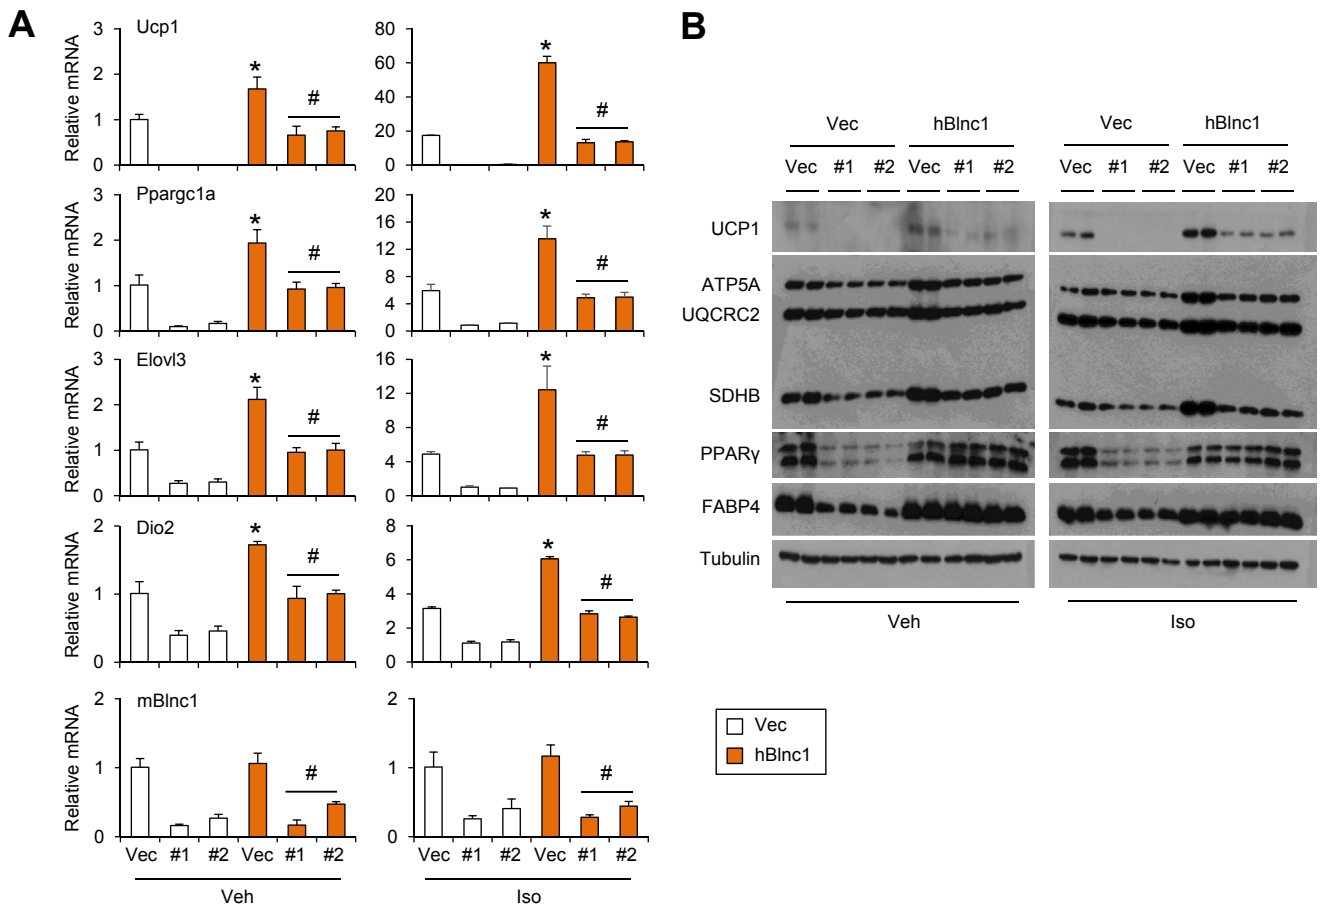 A
B
Ucp1
Relative mRNA
3
2
1
0
*
#
80
60
40
20
0
*
#
Ppargc1a
Relative mRNA
3
2
1
0
*
#
20
16
12
8
4
0
*
#
Elovl3
Relative mRNA
3
2
1
0
*
#
16
12
8
4
0
*
#
Dio2
Relative mRNA
2
1
0
*
#
8
6
4
2
0
*
#
mBlnc1
Relative mRNA
2
1
0
#
2
1
0
#
Vec #1 #2 Vec #1 #2
Vec #1 #2 Vec #1 #2
Veh
Iso
Vec hBlnc1
Vec hBlnc1
Vec #1 #2 Vec #1 #2
Vec #1 #2 Vec #1 #2
UCP1
ATP5A
UQCRC2
SDHB
PPARγ
FABP4
Tubulin
Veh
Iso
Vec
hBlnc1